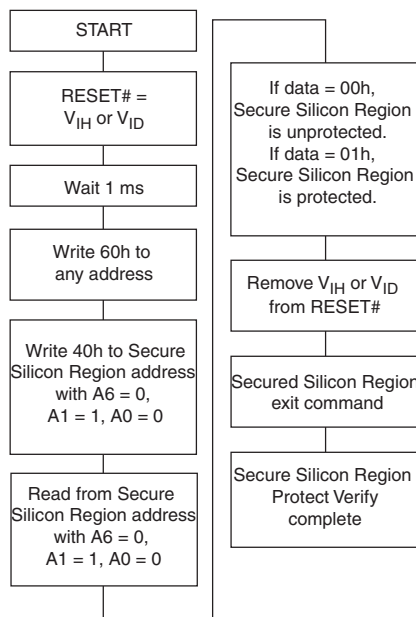 START
RESET# =
VIH or VID
Wait 1 ms
Write 60h to
any address
Write 40h to Secure
Silicon Region address
with A6 = 0,
A1 = 1, A0 = 0
Read from Secure
Silicon Region address
with A6 = 0,
A1 = 1, A0 = 0
If data = 00h,
Secure Silicon Region
is unprotected.
If data = 01h,
Secure Silicon Region
is protected.
Remove VIH or VID
from RESET#
Secured Silicon Region
exit command
Secure Silicon Region
Protect Verify
complete